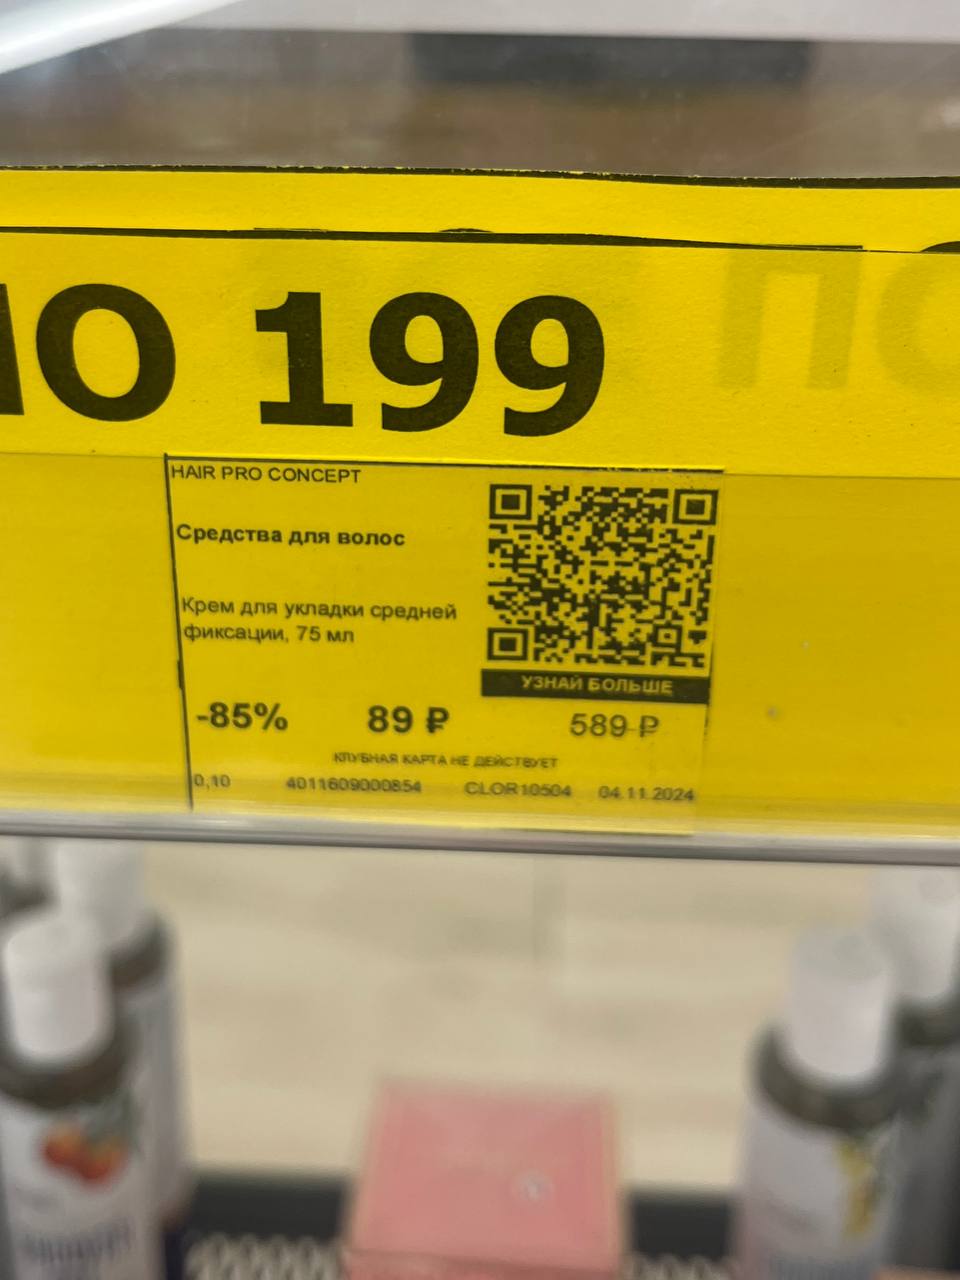 ПО 199
HAIR PRO CONCEPT
Средства для волос
Крем для укладки средней
фиксации, 75 мл
УЗНАЙ БОЛЬШЕ
-85% 89 ₽ 589 ₽
КЛУБНАЯ КАРТА НЕ ДЕЙСТВУЕТ
0,10 4011609000854 CLOR10504 04.11.2024